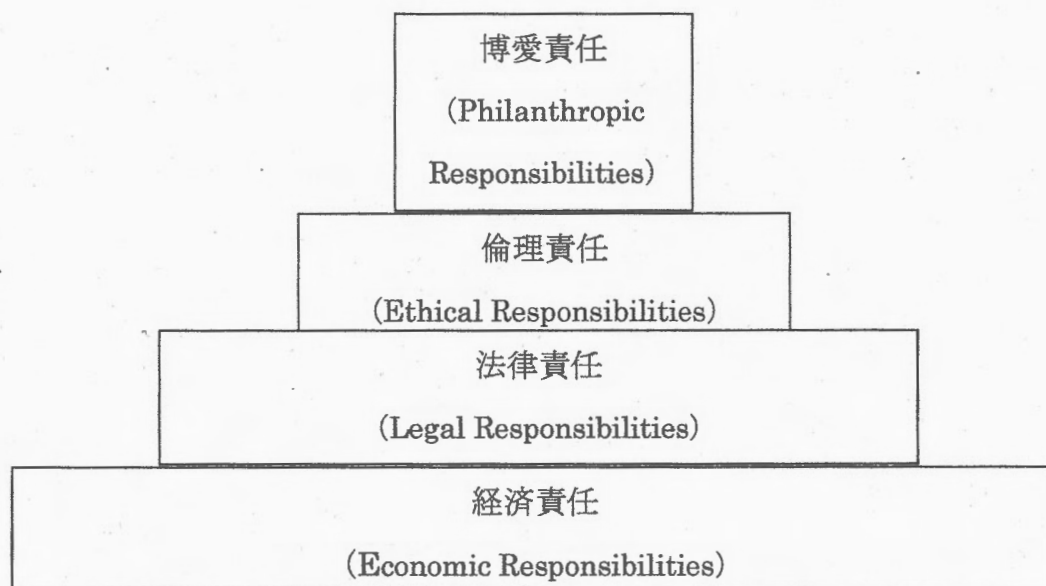 博愛責任
(Philanthropic
Responsibilities)
倫理責任
(Ethical Responsibilities)
法律責任
(Legal Responsibilities)
経済責任
(Economic Responsibilities)